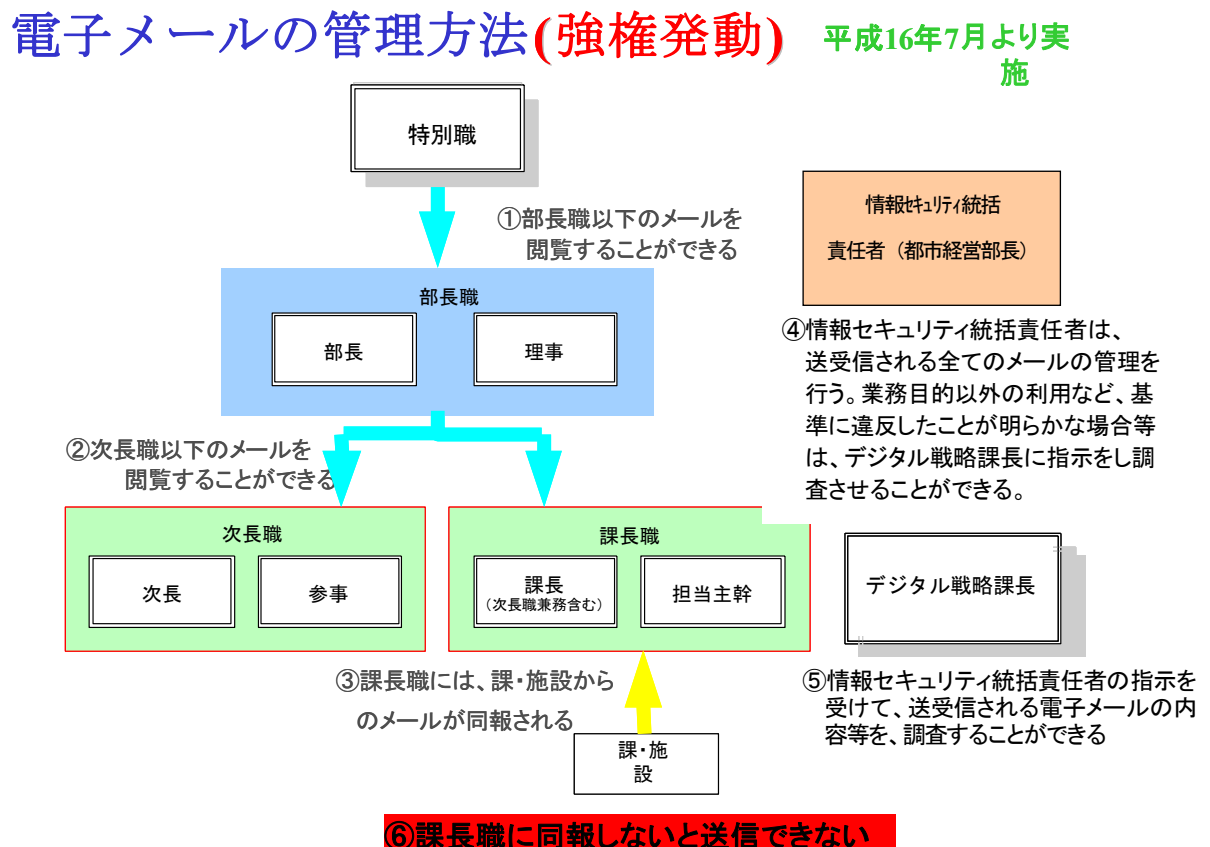 電子メールの管理方法(強権発動)
平成16年7月より実
施
特別職
①部長職以下のメールを
閲覧することができる
部長職
部長
理事
②次長職以下のメールを
閲覧することができる
次長職
次長
参事
課長職
課長
(次長職兼務含む)
担当主幹
③課長職には、課・施設から
のメールが同報される
課・施
設
⑥課長職に同報しないと送信できない
情報セキュリティ統括
責任者（都市経営部長）
④情報セキュリティ統括責任者は、
送受信される全てのメールの管理を
行う。業務目的以外の利用など、基
準に違反したことが明らかな場合等
は、デジタル戦略課長に指示をし調
査させることができる。
デジタル戦略課長
⑤情報セキュリティ統括責任者の指示を
受けて、送受信される電子メールの内
容等を、調査することができる